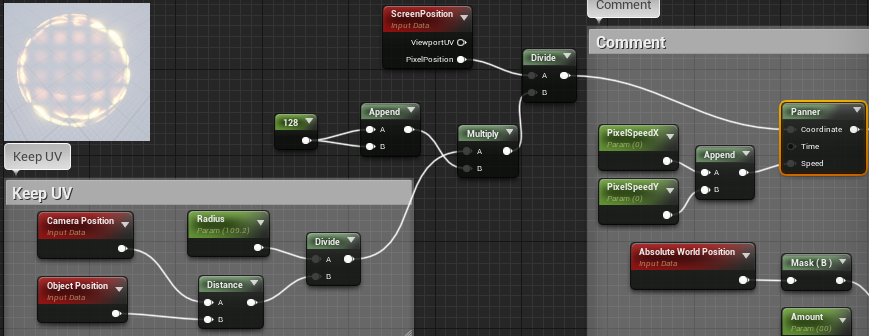 ScreenPosition
Input Data
ViewportUV
PixelPosition
Divide
A
B
Comment
Comment
128
Append
A
B
Multiply
A
B
Panner
Coordinate
Time
Speed
PixelSpeedX
Param (0)
Append
A
B
PixelSpeedY
Param (0)
Keep UV
Keep UV
Camera Position
Input Data
Radius
Param (109.2)
Divide
A
B
Object Position
Input Data
Distance
A
B
Absolute World Position
Input Data
Mask ( B )
Amount
Param (80)